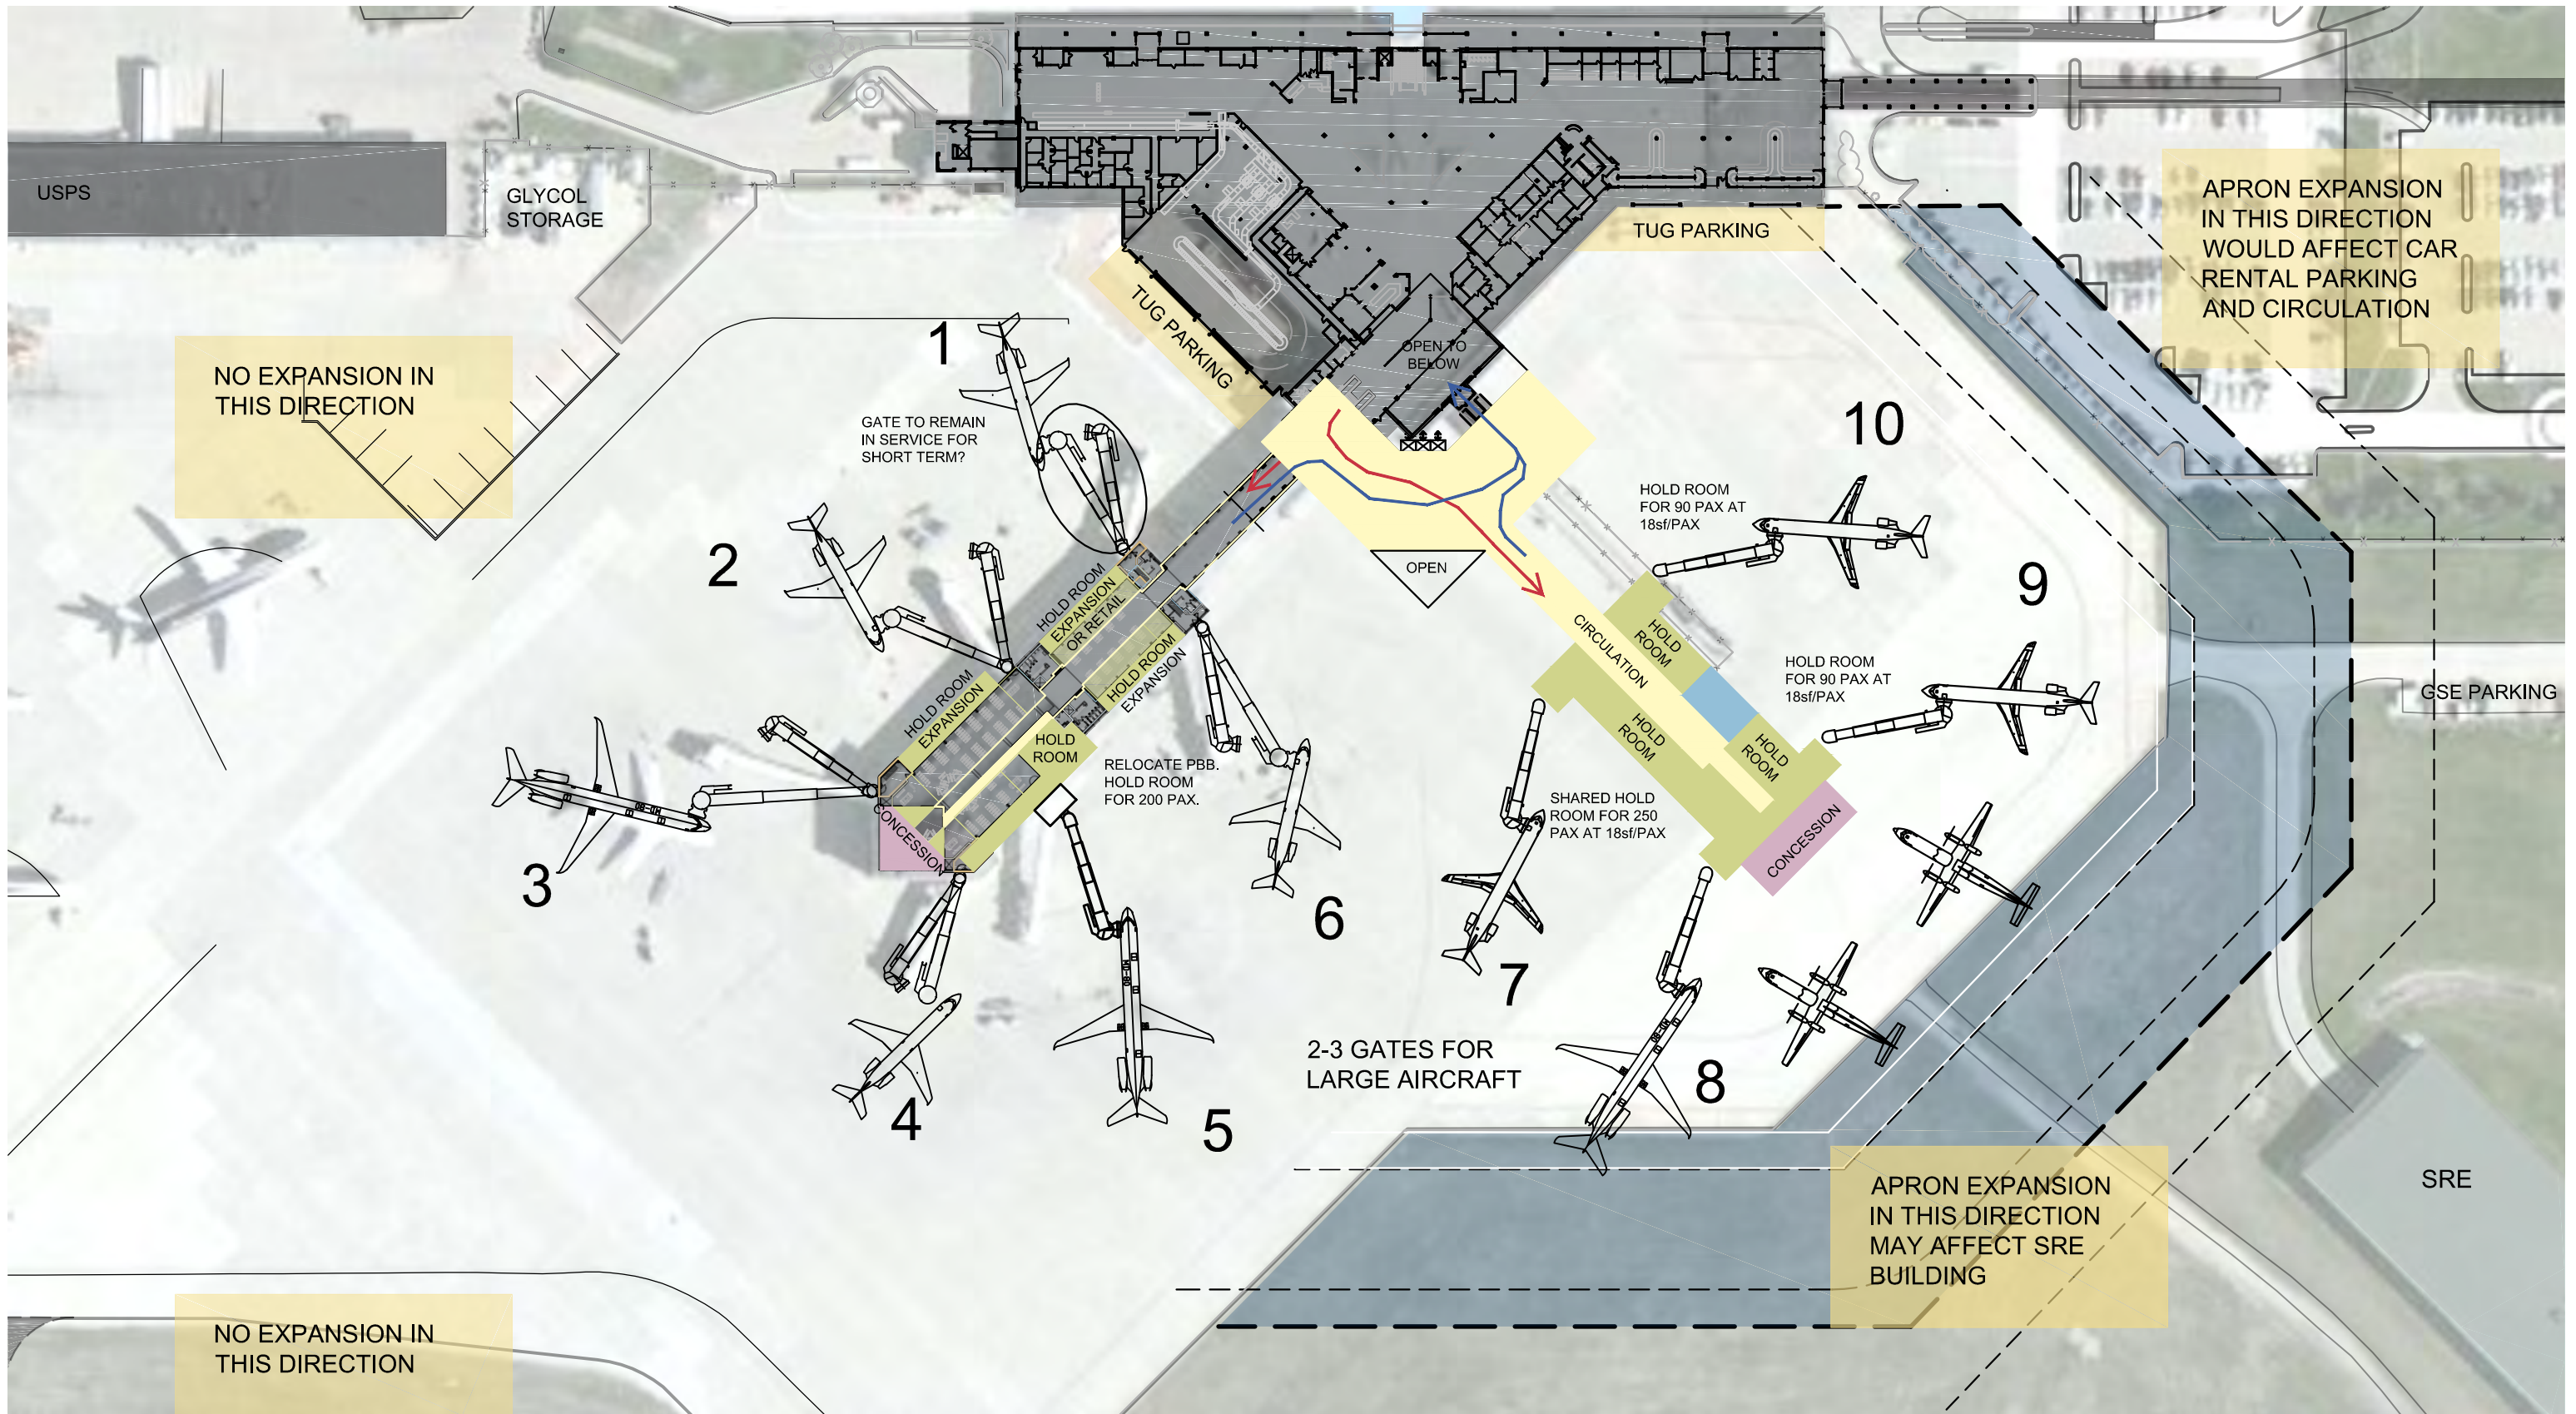 USPS
GLYCOL
STORAGE
TUG PARKING
APRON EXPANSION
IN THIS DIRECTION
WOULD AFFECT CAR
RENTAL PARKING
AND CIRCULATION
TUG PARKING
OPEN TO
BELOW
NO EXPANSION IN
THIS DIRECTION
1
GATE TO REMAIN
IN SERVICE FOR
SHORT TERM?
10
HOLD ROOM
FOR 90 PAX AT
18sf/PAX
2
OPEN
9
HOLD ROOM
EXPANSION
OR RETAIL
HOLD ROOM
EXPANSION
HOLD ROOM
EXPANSION
HOLD
ROOM
CIRCULATION
HOLD
ROOM
HOLD
ROOM
HOLD
ROOM
HOLD ROOM
FOR 90 PAX AT
18sf/PAX
GSE PARKING
RELOCATE PBB.
HOLD ROOM
FOR 200 PAX.
SHARED HOLD
ROOM FOR 250
PAX AT 18sf/PAX
CONCESSION
CONCESSION
3
6
7
MD-80
MD-80
MD-80
2-3 GATES FOR
LARGE AIRCRAFT
4
5
8
APRON EXPANSION
IN THIS DIRECTION
MAY AFFECT SRE
BUILDING
SRE
NO EXPANSION IN
THIS DIRECTION